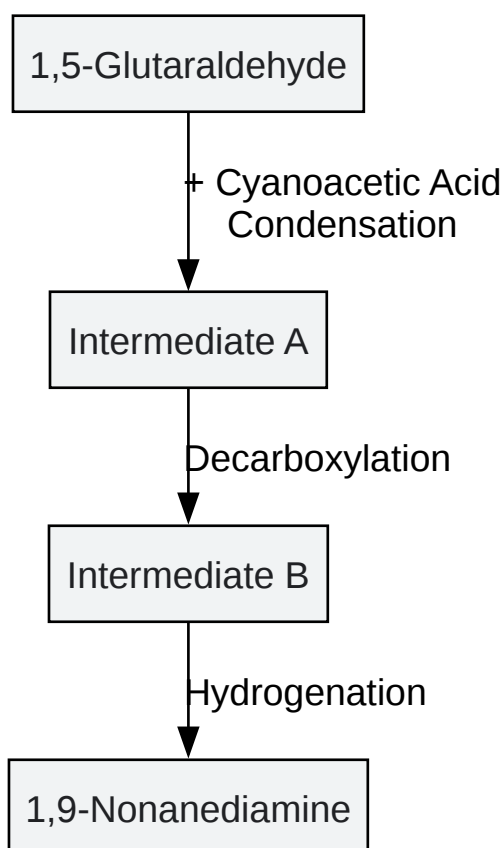 1,5-Glutaraldehyde
+ Cyanoacetic Acid
Condensation
Intermediate A
Decarboxylation
Intermediate B
Hydrogenation
1,9-Nonanediamine